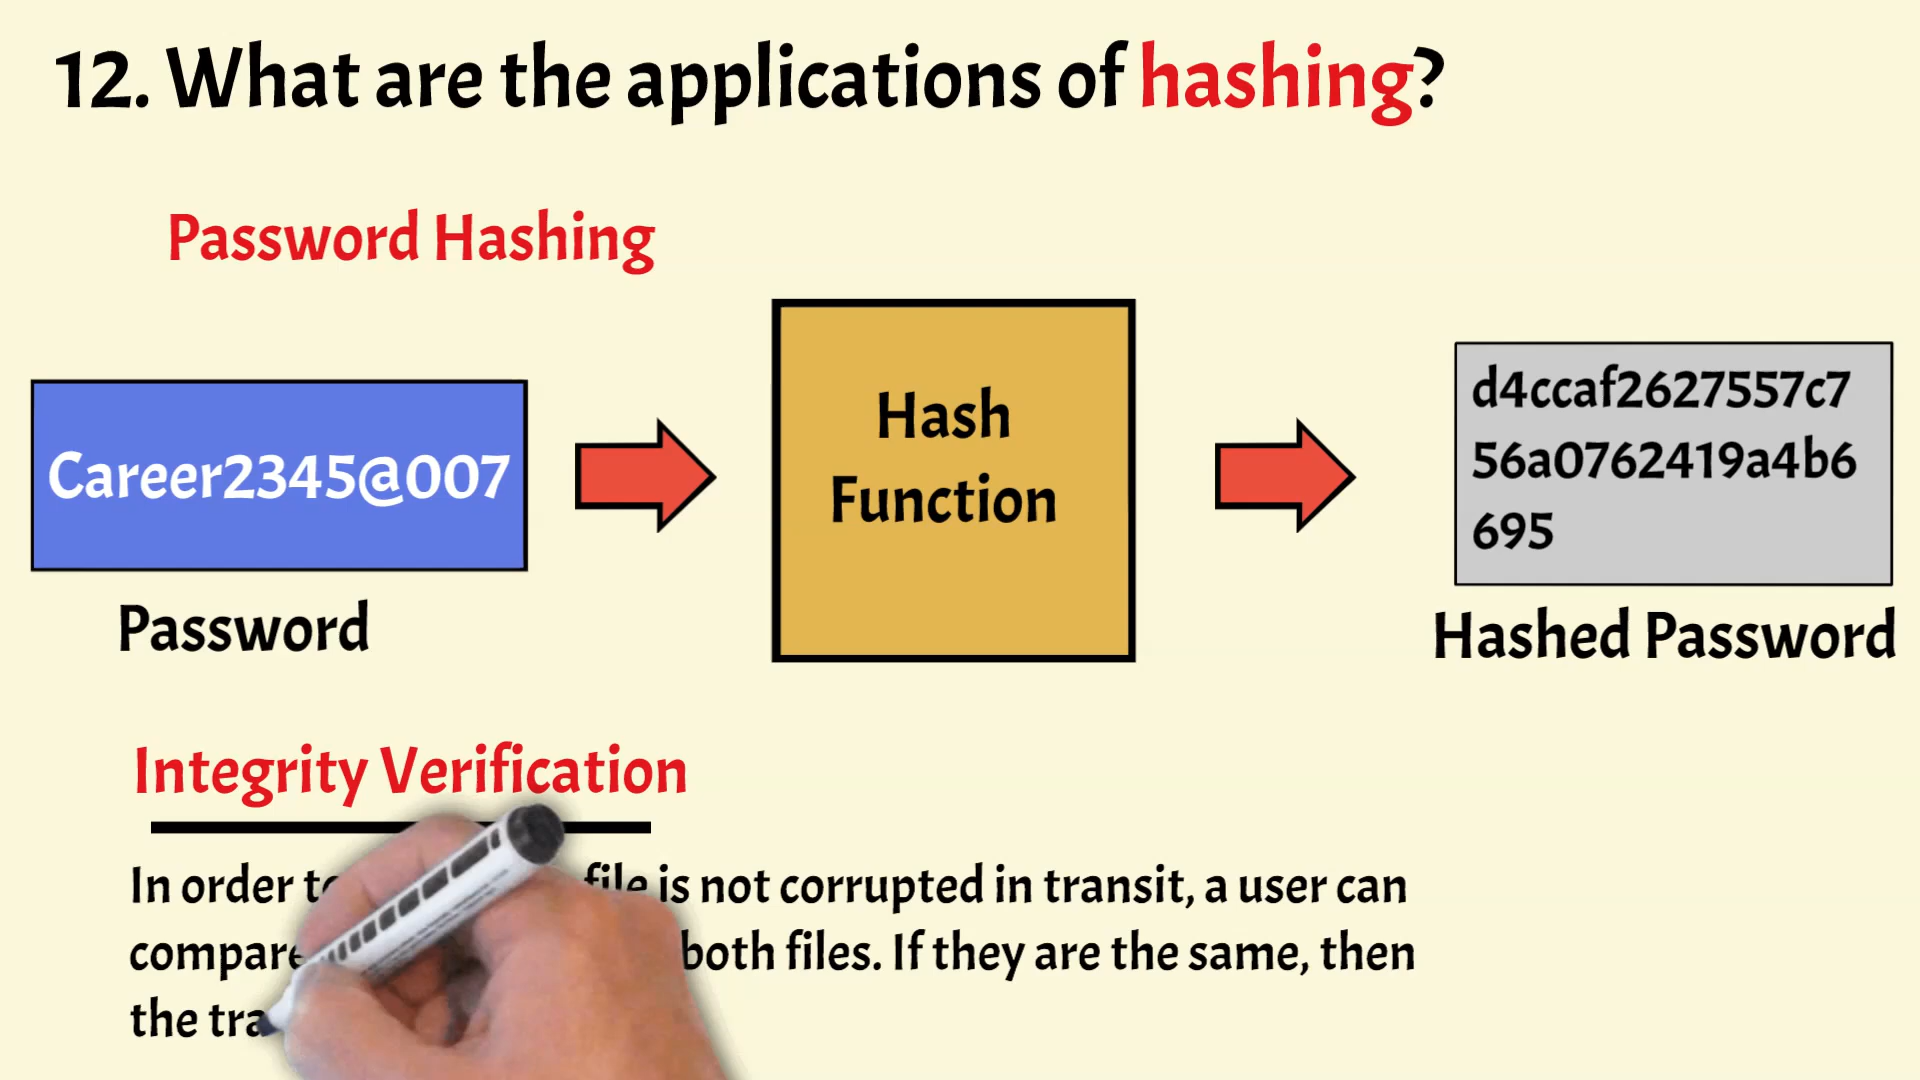 12. What are the applications of hashing?
Password Hashing
Career2345@007
Password
Hash
Function
d4ccaf2627557c7
56a0762419a4b6
695
Hashed Password
Integrity Verification
In order file is not corrupted in transit, a user can
both files. If they are the same, then
the